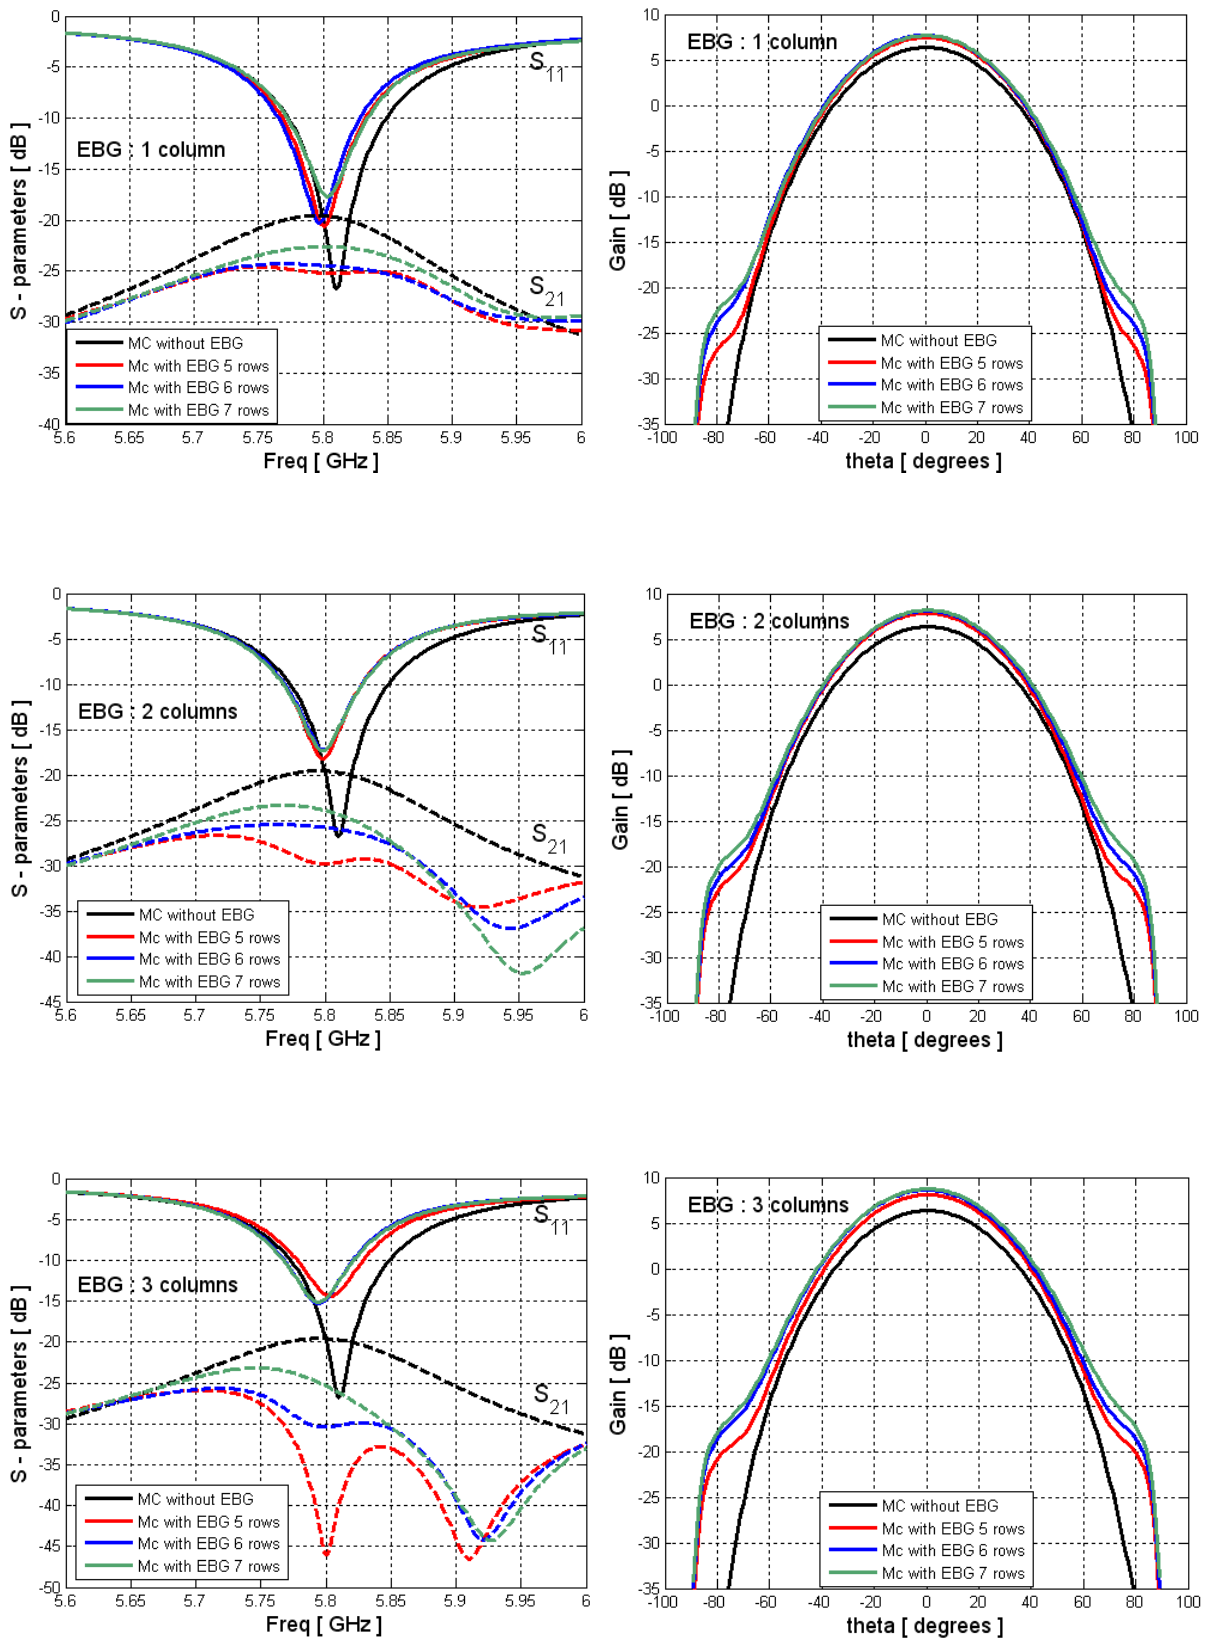 0
-5
-10
-15
-20
-25
-30
-35
-40
S - parameters [ dB ]
EBG : 1 column
S11
S21
MC without EBG
Mc with EBG 5 rows
Mc with EBG 6 rows
Mc with EBG 7 rows
5.6 5.65 5.7 5.75 5.8 5.85 5.9 5.95 6
Freq [ GHz ]
10
5
0
-5
-10
-15
-20
-25
-30
-35
Gain [ dB ]
EBG : 1 column
MC without EBG
Mc with EBG 5 rows
Mc with EBG 6 rows
Mc with EBG 7 rows
-100 -80 -60 -40 -20 0 20 40 60 80 100
theta [ degrees ]
0
-5
-10
-15
-20
-25
-30
-35
-40
-45
S - parameters [ dB ]
EBG : 2 columns
S11
S21
MC without EBG
Mc with EBG 5 rows
Mc with EBG 6 rows
Mc with EBG 7 rows
5.6 5.65 5.7 5.75 5.8 5.85 5.9 5.95 6
Freq [ GHz ]
10
5
0
-5
-10
-15
-20
-25
-30
-35
Gain [ dB ]
EBG : 2 columns
MC without EBG
Mc with EBG 5 rows
Mc with EBG 6 rows
Mc with EBG 7 rows
-100 -80 -60 -40 -20 0 20 40 60 80 100
theta [ degrees ]
0
-5
-10
-15
-20
-25
-30
-35
-40
-45
-50
S - parameters [ dB ]
EBG : 3 columns
S11
S21
MC without EBG
Mc with EBG 5 rows
Mc with EBG 6 rows
Mc with EBG 7 rows
5.6 5.65 5.7 5.75 5.8 5.85 5.9 5.95 6
Freq [ GHz ]
10
5
0
-5
-10
-15
-20
-25
-30
-35
Gain [ dB ]
EBG : 3 columns
MC without EBG
Mc with EBG 5 rows
Mc with EBG 6 rows
Mc with EBG 7 rows
-100 -80 -60 -40 -20 0 20 40 60 80 100
theta [ degrees ]